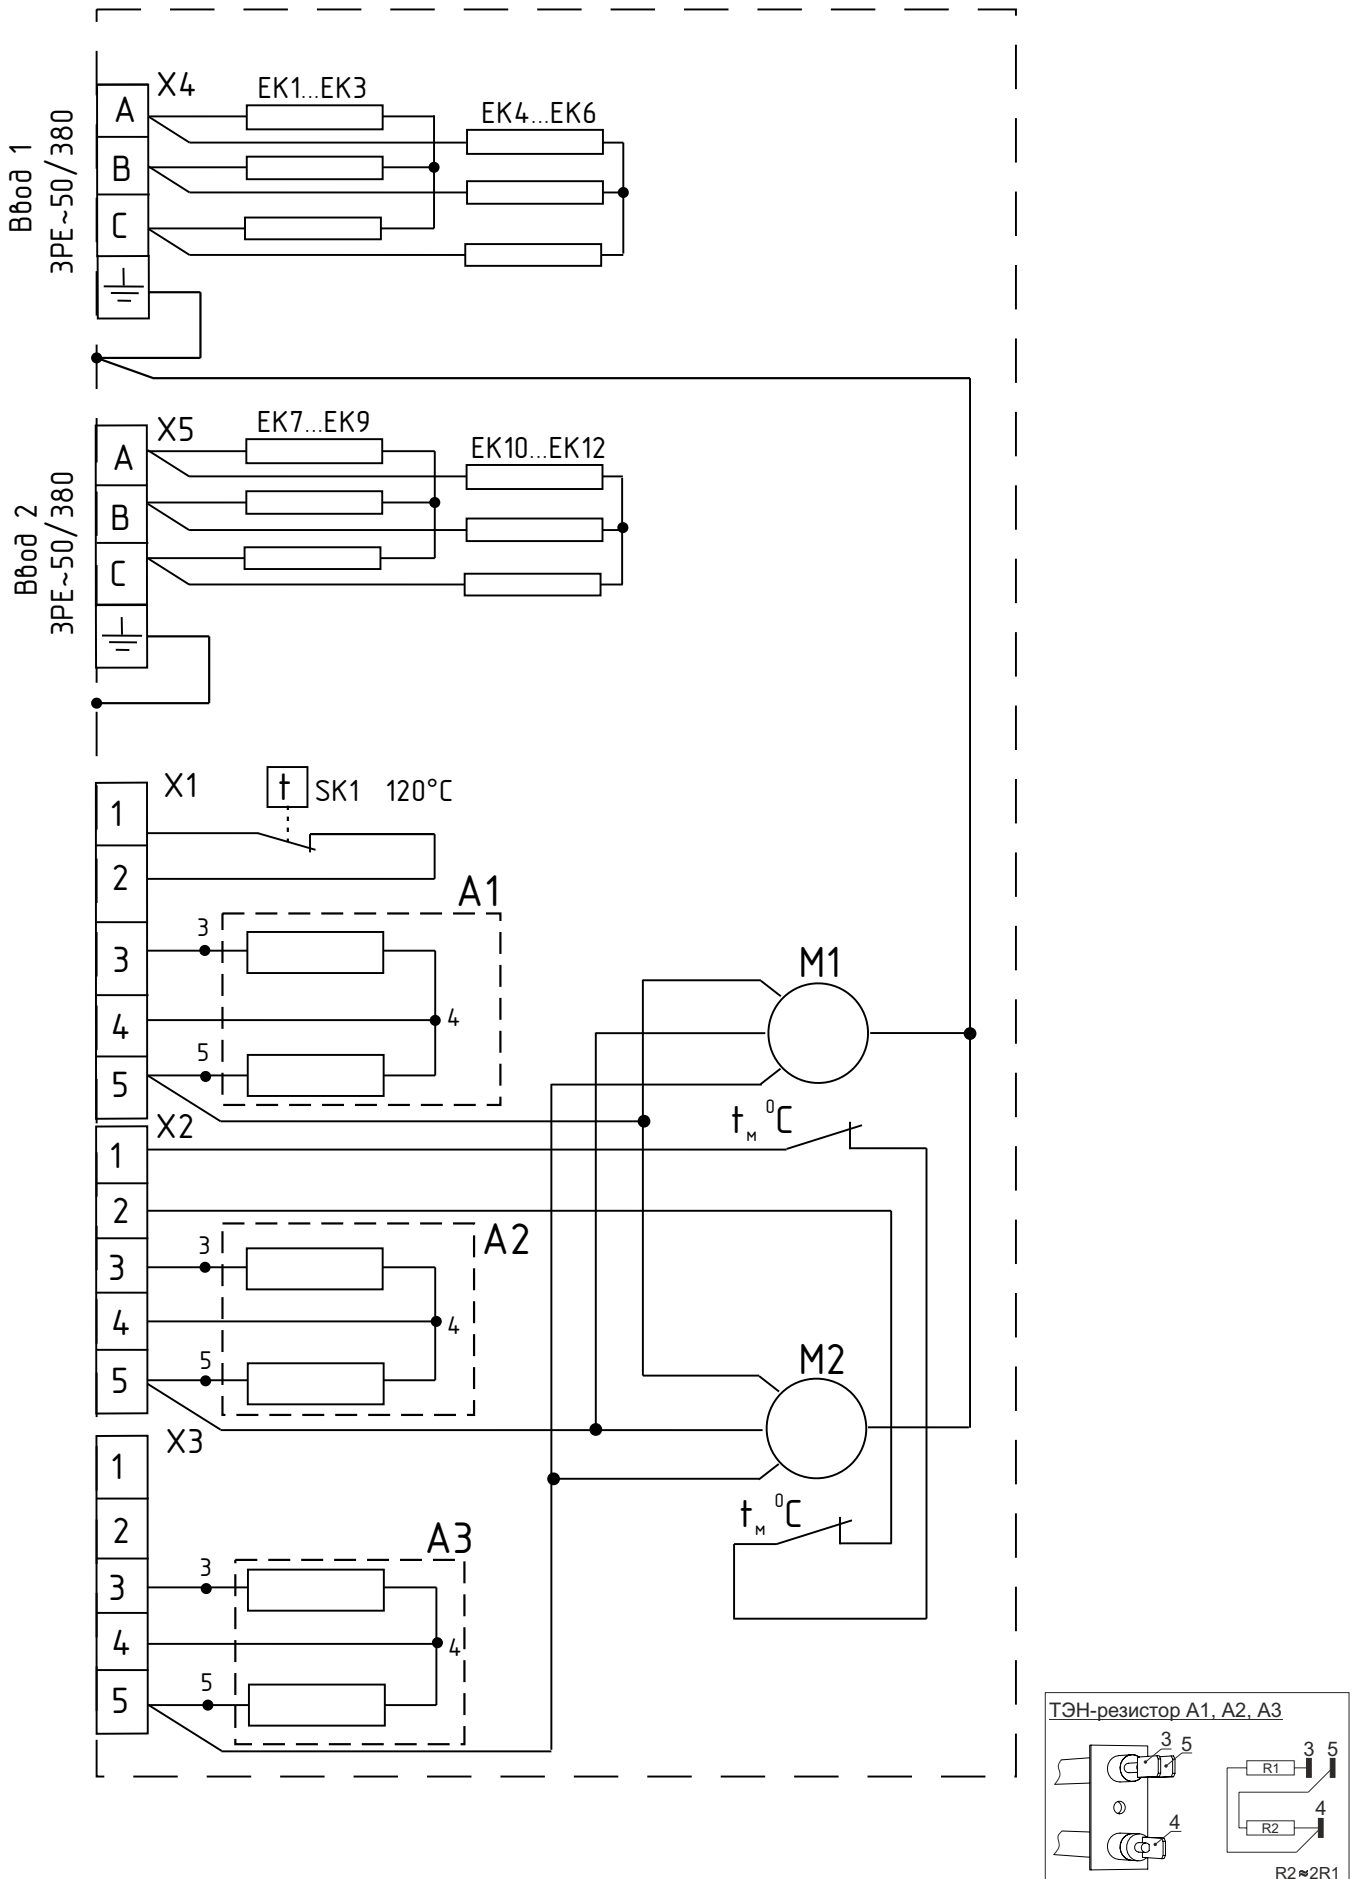 X4
EK1...EK3
EK4...EK6
A
B
C
Ввод 1
3PE~50/380
X5
EK7...EK9
EK10...EK12
A
B
C
Ввод 2
3PE~50/380
X1
t SK1 120°C
1
2
A1
3
3
4
4
5
5
M1
t м °C
X2
1
2
A2
3
3
4
4
5
5
M2
t м °C
X3
1
2
A3
3
3
4
4
5
5
ТЭН-резистор А1, А2, А3
3 5
4
3 5
R1
4
R2
R2≈2R1